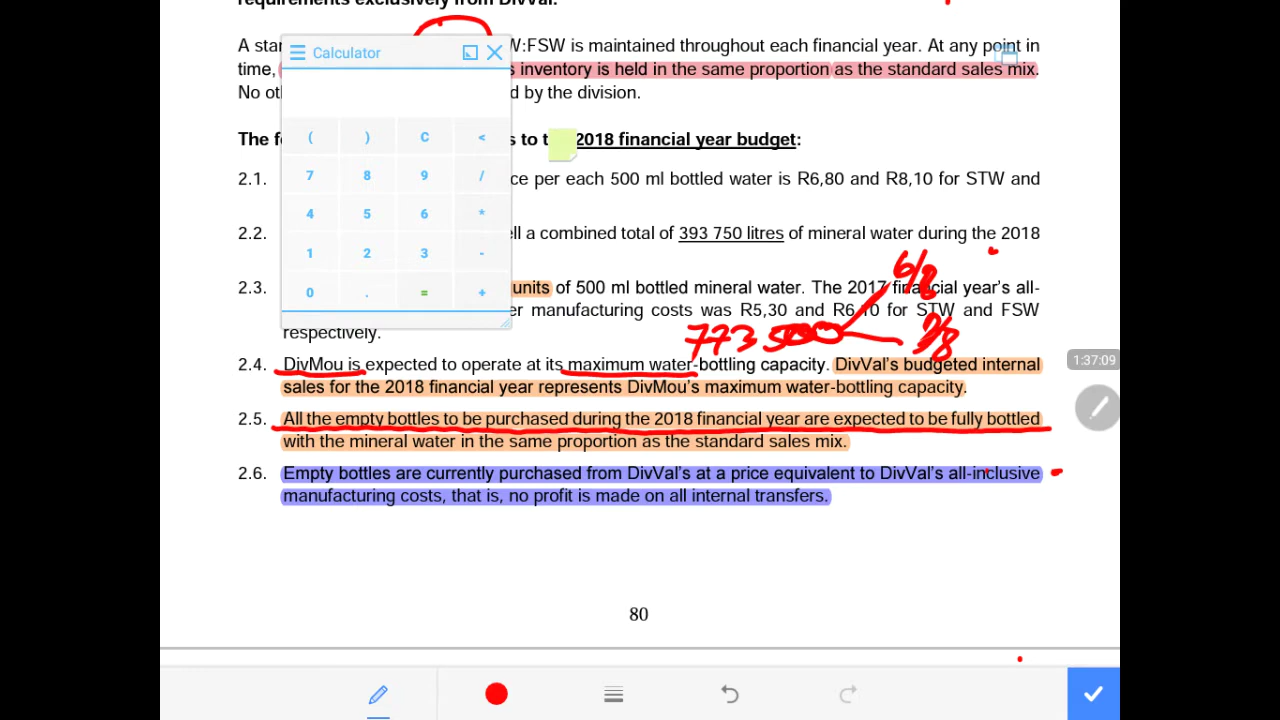 requirements exclusively from DivVal.
A sta
Calculator
W:FSW is maintained throughout each financial year. At any point in
time,
s inventory is held in the same proportion as the standard sales mix.
No ot
d by the division.
( ) C <
The f
s to t
2018 financial year budget:
7 8 9 /
2.1.
ce per each 500 ml bottled water is R6,80 and R8,10 for STW and
4 5 6 *
2.2.
ell a combined total of 393 750 litres of mineral water during the 2018
1 2 3 -
6/8
2.3.
units of 500 ml bottled mineral water. The 2017 financial year's all-
0 . = +
er manufacturing costs was R5,30 and R6,10 for STW and FSW
respectively.
773 500
2/8
2.4. DivMou is expected to operate at its maximum water-bottling capacity. DivVal's budgeted internal
1:37:09
sales for the 2018 financial year represents DivMou's maximum water-bottling capacity.
2.5. All the empty bottles to be purchased during the 2018 financial year are expected to be fully bottled
with the mineral water in the same proportion as the standard sales mix.
2.6. Empty bottles are currently purchased from DivVal's at a price equivalent to DivVal's all-inclusive
manufacturing costs, that is, no profit is made on all internal transfers.
80